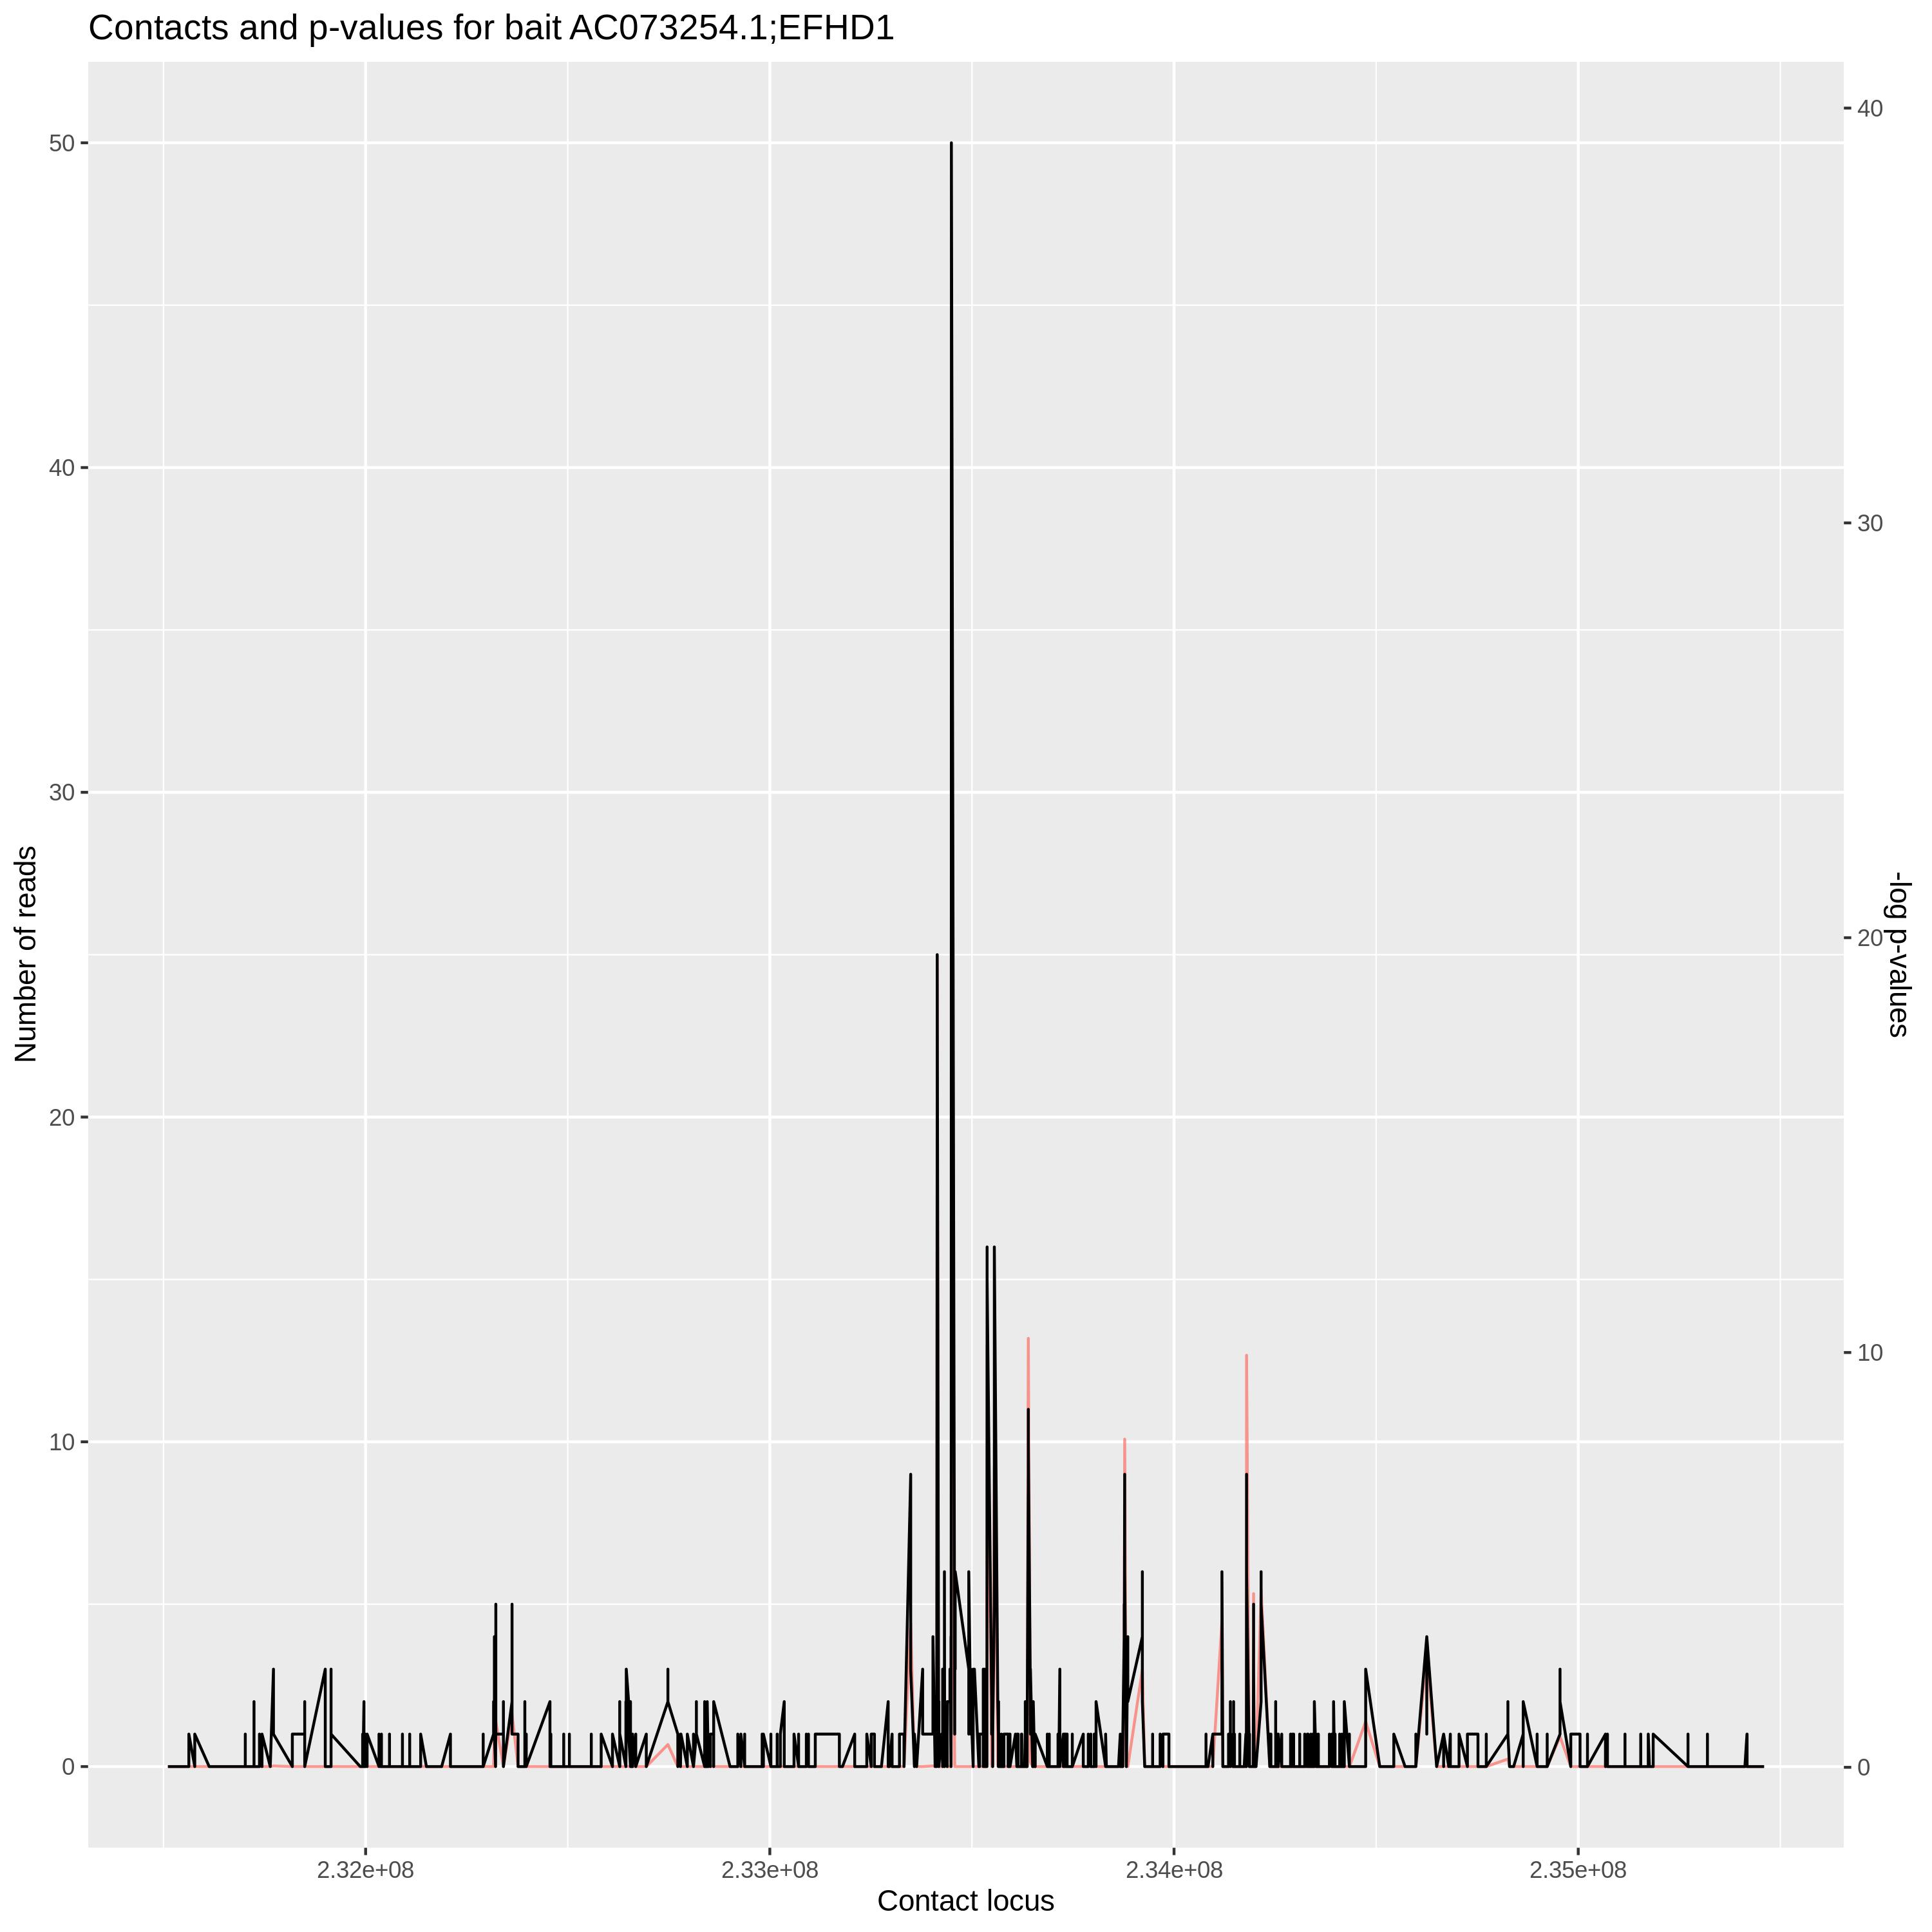 Contacts and p-values for bait AC073254.1;EFHD1
50
40
30
20
10
0
Number of reads
40
30
20
10
0
-log p-values
2.32e+08
2.33e+08
2.34e+08
2.35e+08
Contact locus